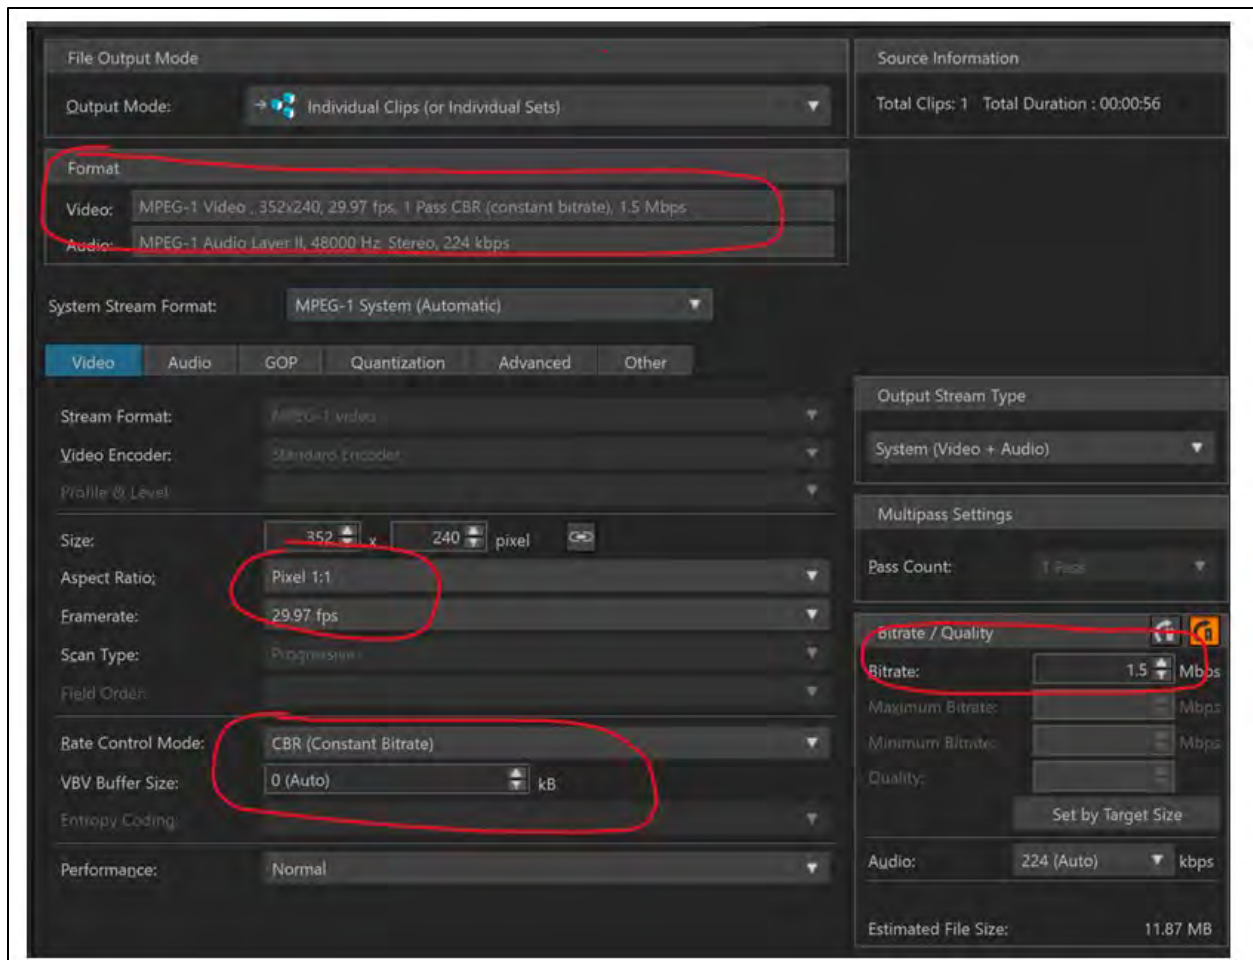 File Output Mode
Output Mode: Individual Clips (or Individual Sets)
Source Information
Total Clips: 1 Total Duration : 00:00:56
Format
Video: MPEG-1 Video , 352x240, 29.97 fps, 1 Pass CBR (constant bitrate), 1.5 Mbps
Audio: MPEG-1 Audio Layer II, 48000 Hz, Stereo, 224 kbps
System Stream Format: MPEG-1 System (Automatic)
Video Audio GOP Quantization Advanced Other
Stream Format: MPEG-1 video
Video Encoder: Standard Encoder
Profile & Level:
Size: 352 x 240 pixel
Aspect Ratio: Pixel 1:1
Framerate: 29.97 fps
Scan Type: Progressive
Field Order:
Rate Control Mode: CBR (Constant Bitrate)
VBV Buffer Size: 0 (Auto) kB
Entropy Coding:
Performance: Normal
Output Stream Type
System (Video + Audio)
Multipass Settings
Pass Count: 1 Pass
Bitrate / Quality
Bitrate: 1.5 Mbps
Maximum Bitrate: Mbps
Minimum Bitrate: Mbps
Quality:
Set by Target Size
Audio: 224 (Auto) kbps
Estimated File Size: 11.87 MB